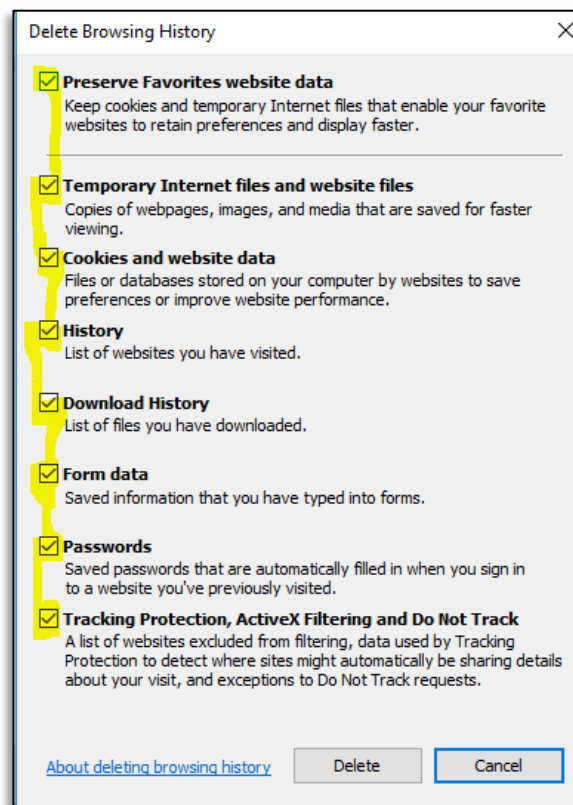 Delete Browsing History
Preserve Favorites website data
Keep cookies and temporary Internet files that enable your favorite
websites to retain preferences and display faster.
Temporary Internet files and website files
Copies of webpages, images, and media that are saved for faster
viewing.
Cookies and website data
Files or databases stored on your computer by websites to save
preferences or improve website performance.
History
List of websites you have visited.
Download History
List of files you have downloaded.
Form data
Saved information that you have typed into forms.
Passwords
Saved passwords that are automatically filled in when you sign in
to a website you've previously visited.
Tracking Protection, ActiveX Filtering and Do Not Track
A list of websites excluded from filtering, data used by Tracking
Protection to detect where sites might automatically be sharing details
about your visit, and exceptions to Do Not Track requests.
About deleting browsing history Delete Cancel